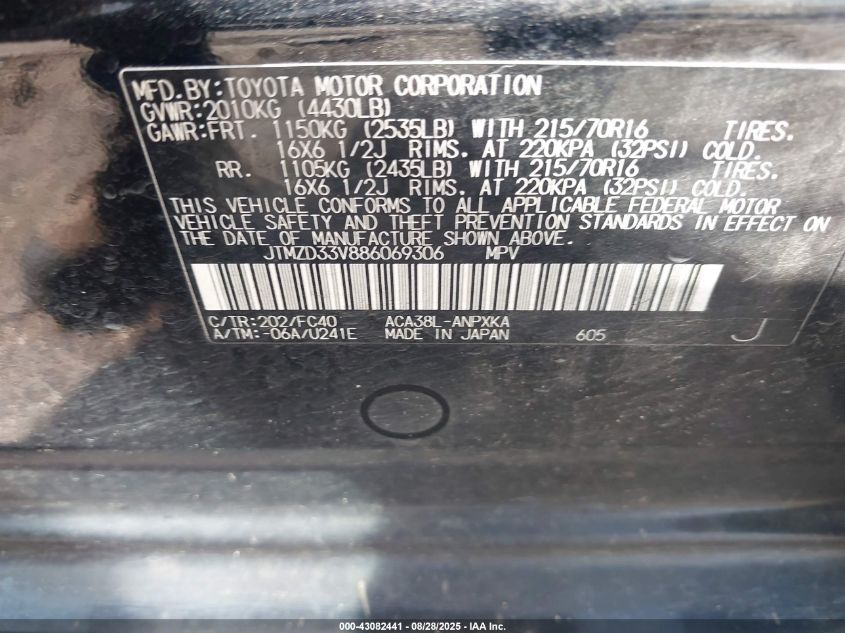 MFD. BY: TOYOTA MOTOR CORPORATION
GVWR: 2010KG (4430LB)
GAWR: FRT. 1150KG (2535LB) WITH 215/70R16 TIRES.
16X6 1/2J RIMS. AT 220KPA (32PSI) COLD.
RR. 1105KG (2435LB) WITH 215/70R16 TIRES.
16X6 1/2J RIMS. AT 220KPA (32PSI) COLD.
THIS VEHICLE CONFORMS TO ALL APPLICABLE FEDERAL MOTOR
VEHICLE SAFETY AND THEFT PREVENTION STANDARDS IN EFFECT ON
THE DATE OF MANUFACTURE SHOWN ABOVE.
JTMZD33V886069306 MPV
C/TR: 202/FC40 ACA38L-ANPXKA
A/TM: -06A/U241E MADE IN JAPAN 605 J
000-43082441 - 08/28/2025 - IAA Inc.